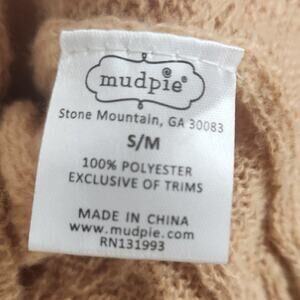 mudpie®
Stone Mountain, GA 30083
S/M
100% POLYESTER
EXCLUSIVE OF TRIMS
MADE IN CHINA
www.mudpie.com
RN131993